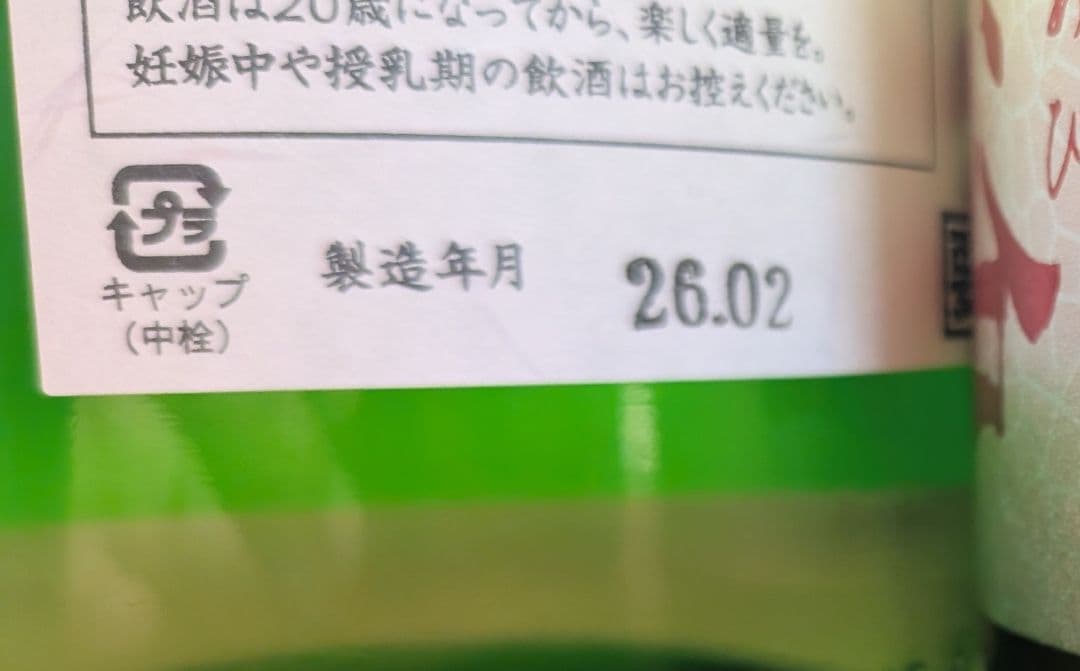 飲酒は20歳になってから、楽しく適量を。
妊娠中や授乳期の飲酒はお控えください。
プラ
キャップ
(中栓)
製造年月 26.02
ひ